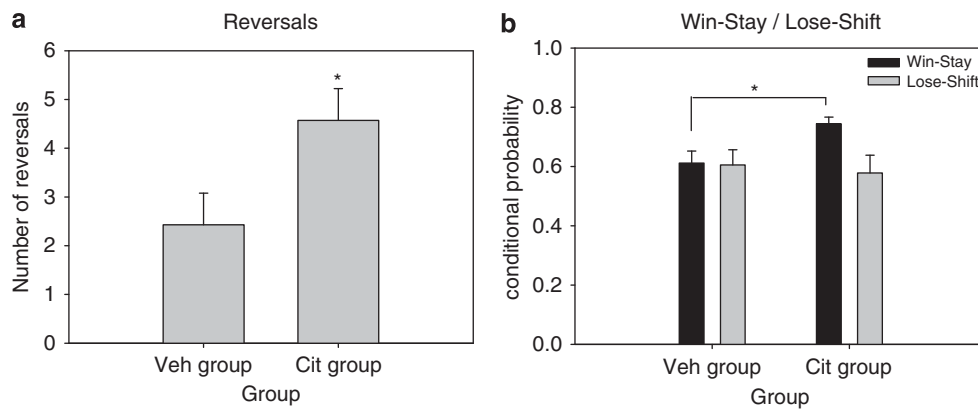 a
Reversals
6
5
4
3
2
1
0
Number of reversals
*
Veh group
Cit group
Group
b
Win-Stay / Lose-Shift
1.0
0.8
0.6
0.4
0.2
0.0
conditional probability
Win-Stay
Lose-Shift
*
Veh group
Cit group
Group